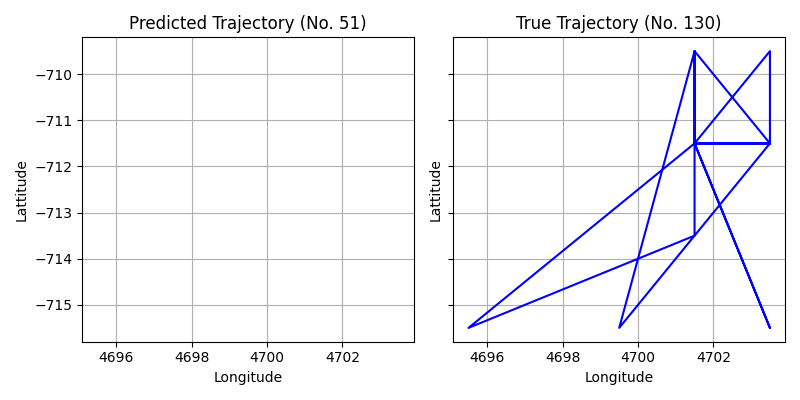 Predicted Trajectory (No. 51)
−710
−711
−712
−713
−714
−715
Lattitude
4696 4698 4700 4702
Longitude
True Trajectory (No. 130)
Lattitude
4696 4698 4700 4702
Longitude